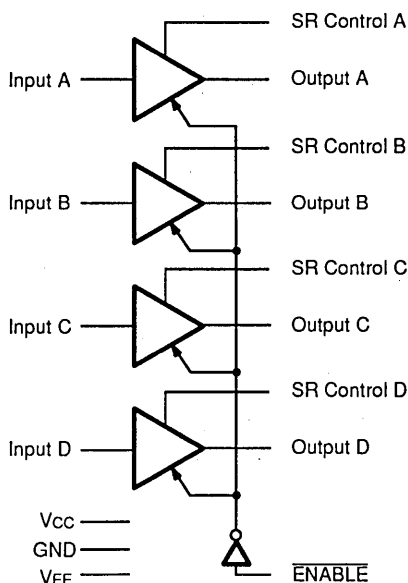 SR Control A
Input A
Output A
SR Control B
Input B
Output B
SR Control C
Input C
Output C
SR Control D
Input D
Output D
VCC
GND
VEE
ENABLE